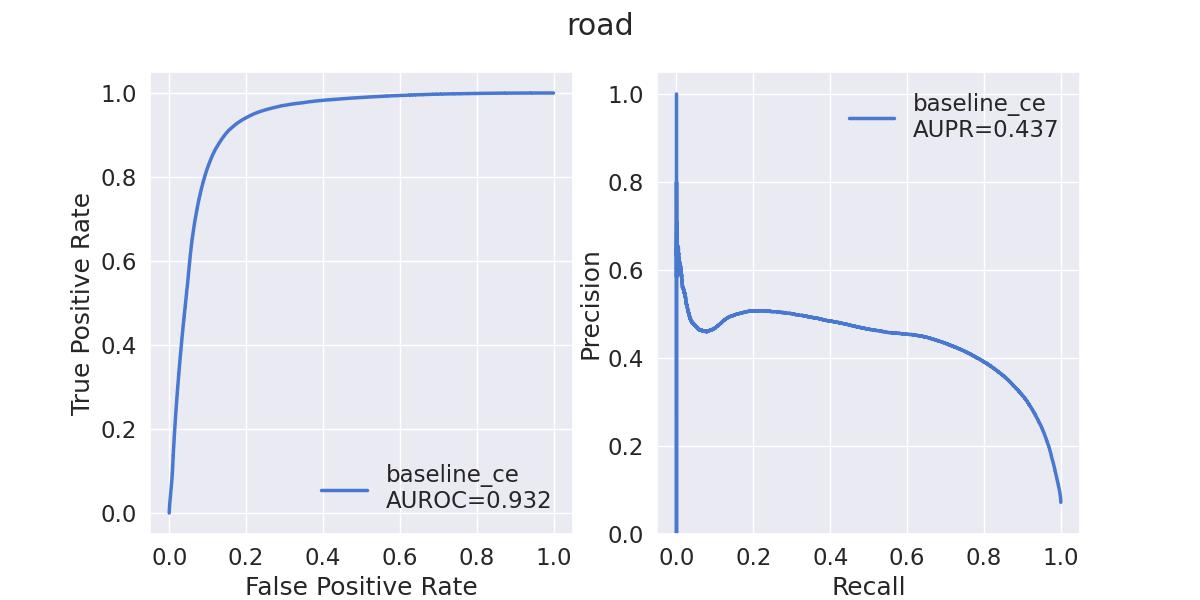 road
1.0
0.8
0.6
0.4
0.2
0.0
True Positive Rate
baseline_ce
AUROC=0.932
0.0 0.2 0.4 0.6 0.8 1.0
False Positive Rate
1.0
0.8
0.6
0.4
0.2
0.0
Precision
baseline_ce
AUPR=0.437
0.0 0.2 0.4 0.6 0.8 1.0
Recall